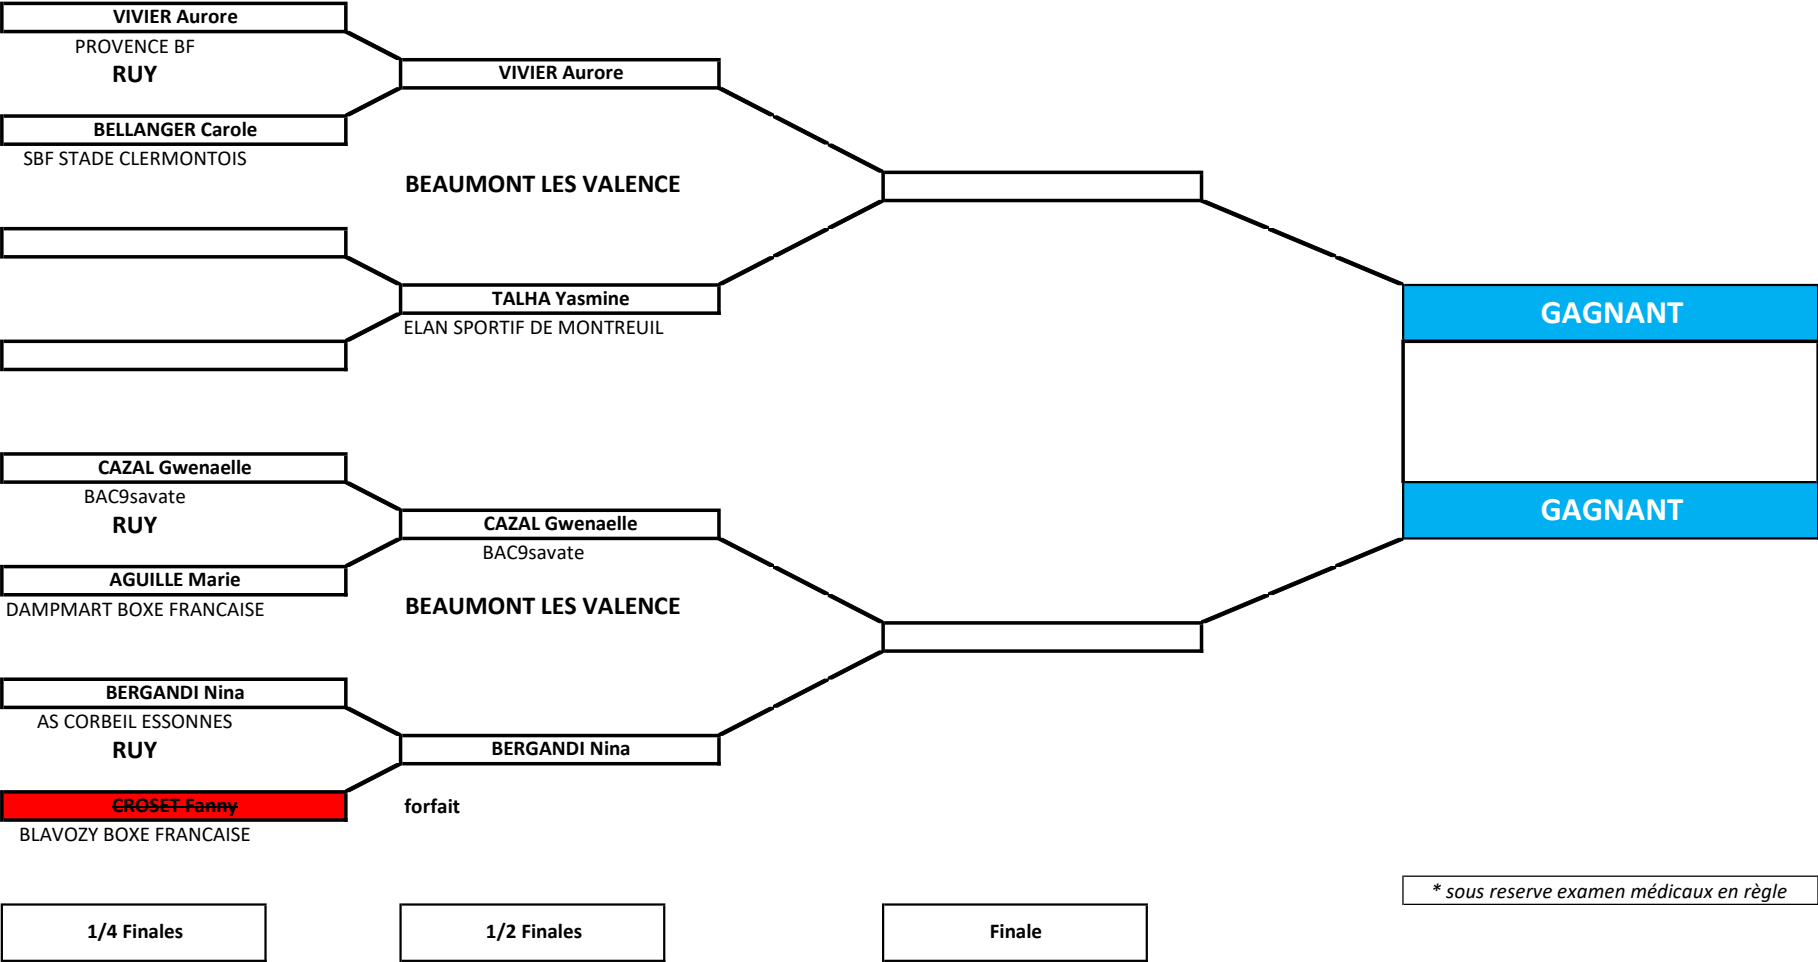 VIVIER Aurore
PROVENCE BF
RUY
VIVIER Aurore
BELLANGER Carole
SBF STADE CLERMONTOIS
BEAUMONT LES VALENCE
TALHA Yasmine
ELAN SPORTIF DE MONTREUIL
GAGNANT
CAZAL Gwenaelle
BAC9savate
RUY
CAZAL Gwenaelle
BAC9savate
GAGNANT
AGUILLE Marie
DAMPMART BOXE FRANCAISE
BEAUMONT LES VALENCE
BERGANDI Nina
AS CORBEIL ESSONNES
RUY
BERGANDI Nina
CROSET Fanny
forfait
BLAVOZY BOXE FRANCAISE
* sous reserve examen médicaux en règle
1/4 Finales
1/2 Finales
Finale